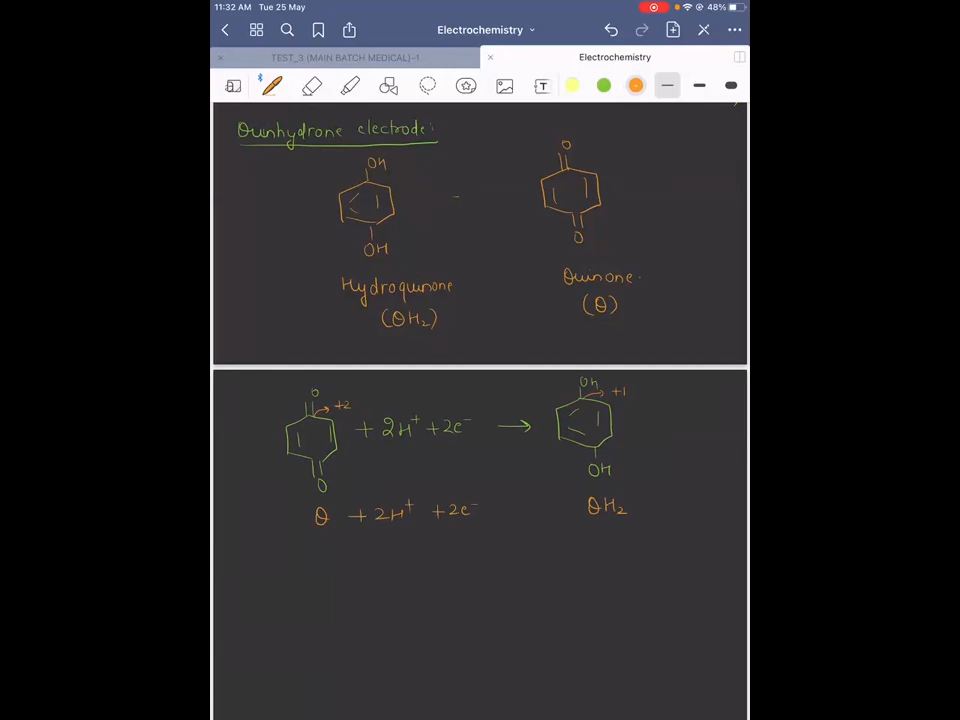 11:32 AM Tue 25 May
48%
Electrochemistry
TEST_3 (MAIN BATCH MEDICAL)-1
Electrochemistry
T
Quinhydrone electrode:
OH
O
OH
O
Hydroquinone
Quinone
(QH₂)
(Q)
O
+2
OH
+1
+ 2H⁺ + 2e⁻ →
O
OH
Q + 2H⁺ + 2e⁻ QH₂